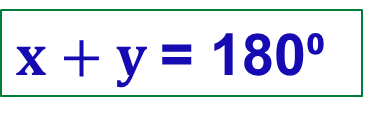 x + y = 180º